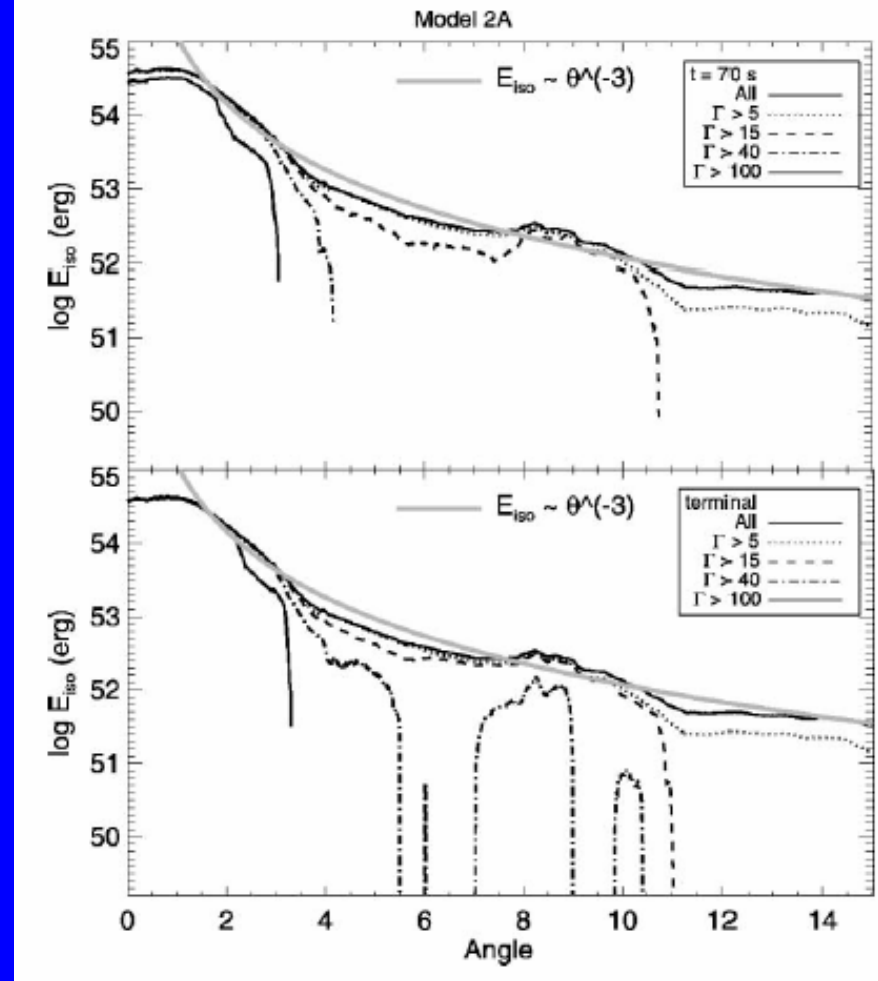 Model 2A
log E_iso (erg)
55
54
53
52
51
50
E_iso ~ θ^(-3)
t = 70 s
All
Γ > 5
Γ > 15
Γ > 40
Γ > 100
log E_iso (erg)
55
54
53
52
51
50
E_iso ~ θ^(-3)
terminal
All
Γ > 5
Γ > 15
Γ > 40
Γ > 100
0 2 4 6 8 10 12 14
Angle